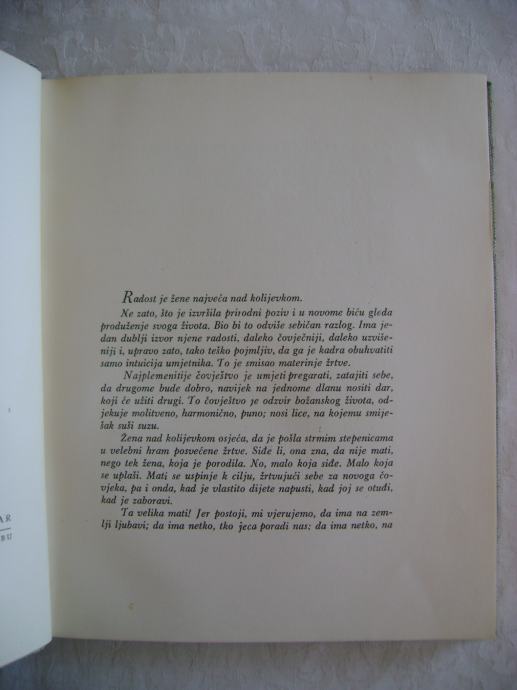 AR
BU
Radost je žene najveća nad kolijevkom.
Ne zato, što je izvršila prirodni poziv i u novome biću gleda
produženje svoga života. Bio bi to odviše sebičan razlog. Ima je-
dan dublji izvor njene radosti, daleko čovječniji, daleko uzviše-
niji i, upravo zato, tako teško pojmljiv, da ga je kadra obuhvatiti
samo intuicija umjetnika. To je smisao materinje žrtve.
Najplemenitije čovještvo je umjeti pregarati, zatajiti sebe,
da drugome bude dobro, navijek na jednome dlanu nositi dar,
koji će užiti drugi. To čovještvo je odzvir božanskog života, od-
jekuje molitveno, harmonično, puno; nosi lice, na kojemu smije-
šak suši suzu.
Žena nad kolijevkom osjeća, da je pošla strmim stepenicama
u velebni hram posvećene žrtve. Siđe li, ona zna, da nije mati,
nego tek žena, koja je porodila. No, malo koja siđe. Malo koja
se uplaši. Mati se uspinje k cilju, žrtvujući sebe za novoga čo-
vjeka, pa i onda, kad je vlastito dijete napusti, kad joj se otuđi,
kad je zaboravi.
Ta velika mati! Jer postoji, mi vjerujemo, da ima na zem-
lji ljubavi; da ima netko, tko jeca poradi nas; da ima netko, na